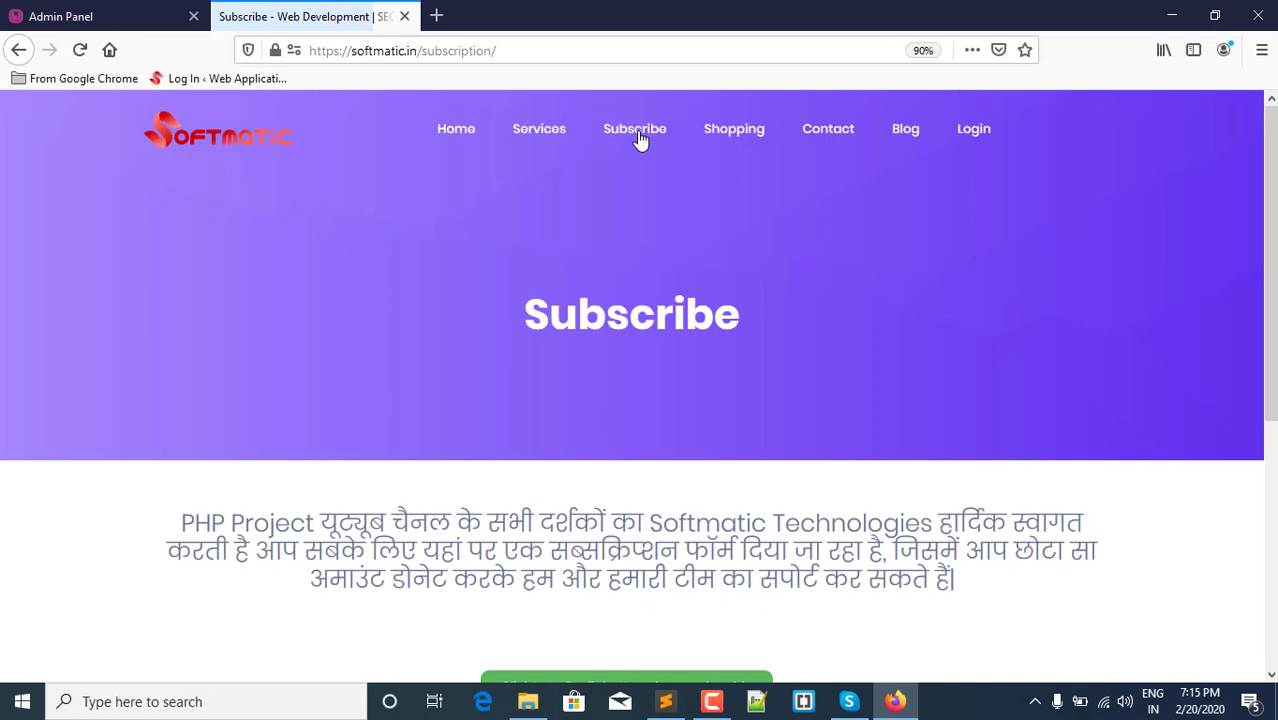 Admin Panel
Subscribe - Web Development | SEO
https://softmatic.in/subscription/
90%
From Google Chrome
Log In ‹ Web Applicati...
SOFTMATIC
Home
Services
Subscribe
Shopping
Contact
Blog
Login
Subscribe
PHP Project यूट्यूब चैनल के सभी दर्शकों का Softmatic Technologies हार्दिक स्वागत
करती है आप सबके लिए यहां पर एक सब्सक्रिप्शन फॉर्म दिया जा रहा है, जिसमें आप छोटा सा
अमाउंट डोनेट करके हम और हमारी टीम का सपोर्ट कर सकते हैं|
Type here to search
ENG
IN
7:15 PM
2/20/2020
5